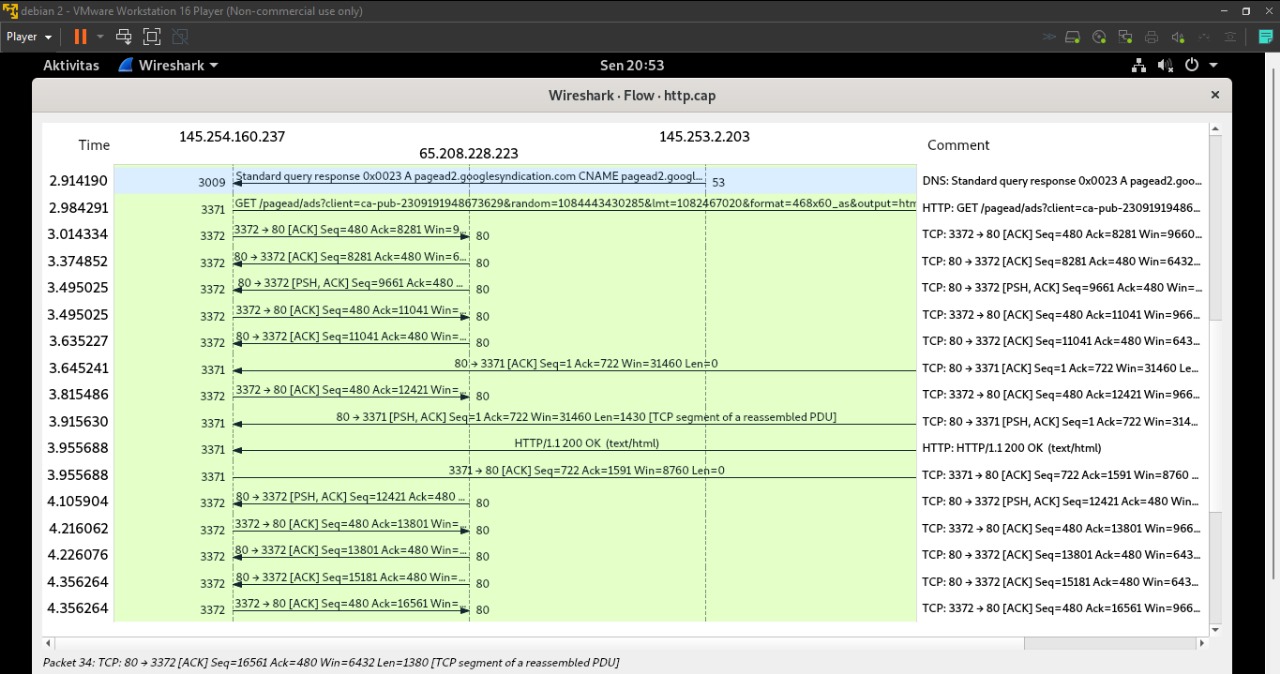 debian 2 - VMware Workstation 16 Player (Non-commercial use only)
Player
Aktivitas Wireshark Sen 20:53
Wireshark · Flow · http.cap
145.254.160.237 145.253.2.203
Time 65.208.228.223 Comment
2.914190 3009 Standard query response 0x0023 A pagead2.googlesyndication.com CNAME pagead2.googl... 53 DNS: Standard query response 0x0023 A pagead2.goo...
2.984291 3371 GET /pagead/ads?client=ca-pub-2309191948673629&random=1084443430285&lmt=1082467020&format=468x60_as&output=htm HTTP: GET /pagead/ads?client=ca-pub-23091919486...
3.014334 3372 3372 → 80 [ACK] Seq=480 Ack=8281 Win=9... 80 TCP: 3372 → 80 [ACK] Seq=480 Ack=8281 Win=9660...
3.374852 3372 80 → 3372 [ACK] Seq=8281 Ack=480 Win=6... 80 TCP: 80 → 3372 [ACK] Seq=8281 Ack=480 Win=6432...
3.495025 3372 80 → 3372 [PSH, ACK] Seq=9661 Ack=480 ... 80 TCP: 80 → 3372 [PSH, ACK] Seq=9661 Ack=480 Win=...
3.495025 3372 3372 → 80 [ACK] Seq=480 Ack=11041 Win=... 80 TCP: 3372 → 80 [ACK] Seq=480 Ack=11041 Win=966...
3.635227 3372 80 → 3372 [ACK] Seq=11041 Ack=480 Win=... 80 TCP: 80 → 3372 [ACK] Seq=11041 Ack=480 Win=643...
3.645241 3371 80 → 3371 [ACK] Seq=1 Ack=722 Win=31460 Len=0 TCP: 80 → 3371 [ACK] Seq=1 Ack=722 Win=31460 Le...
3.815486 3372 3372 → 80 [ACK] Seq=480 Ack=12421 Win=... 80 TCP: 3372 → 80 [ACK] Seq=480 Ack=12421 Win=966...
3.915630 3371 80 → 3371 [PSH, ACK] Seq=1 Ack=722 Win=31460 Len=1430 [TCP segment of a reassembled PDU] TCP: 80 → 3371 [PSH, ACK] Seq=1 Ack=722 Win=314...
3.955688 3371 HTTP/1.1 200 OK (text/html) HTTP: HTTP/1.1 200 OK (text/html)
3.955688 3371 3371 → 80 [ACK] Seq=722 Ack=1591 Win=8760 Len=0 TCP: 3371 → 80 [ACK] Seq=722 Ack=1591 Win=8760 ...
4.105904 3372 80 → 3372 [PSH, ACK] Seq=12421 Ack=480 ... 80 TCP: 80 → 3372 [PSH, ACK] Seq=12421 Ack=480 Win...
4.216062 3372 3372 → 80 [ACK] Seq=480 Ack=13801 Win=... 80 TCP: 3372 → 80 [ACK] Seq=480 Ack=13801 Win=966...
4.226076 3372 80 → 3372 [ACK] Seq=13801 Ack=480 Win=... 80 TCP: 80 → 3372 [ACK] Seq=13801 Ack=480 Win=643...
4.356264 3372 80 → 3372 [ACK] Seq=15181 Ack=480 Win=... 80 TCP: 80 → 3372 [ACK] Seq=15181 Ack=480 Win=643...
4.356264 3372 3372 → 80 [ACK] Seq=480 Ack=16561 Win=... 80 TCP: 3372 → 80 [ACK] Seq=480 Ack=16561 Win=966...
Packet 34: TCP: 80 → 3372 [ACK] Seq=16561 Ack=480 Win=6432 Len=1380 [TCP segment of a reassembled PDU]